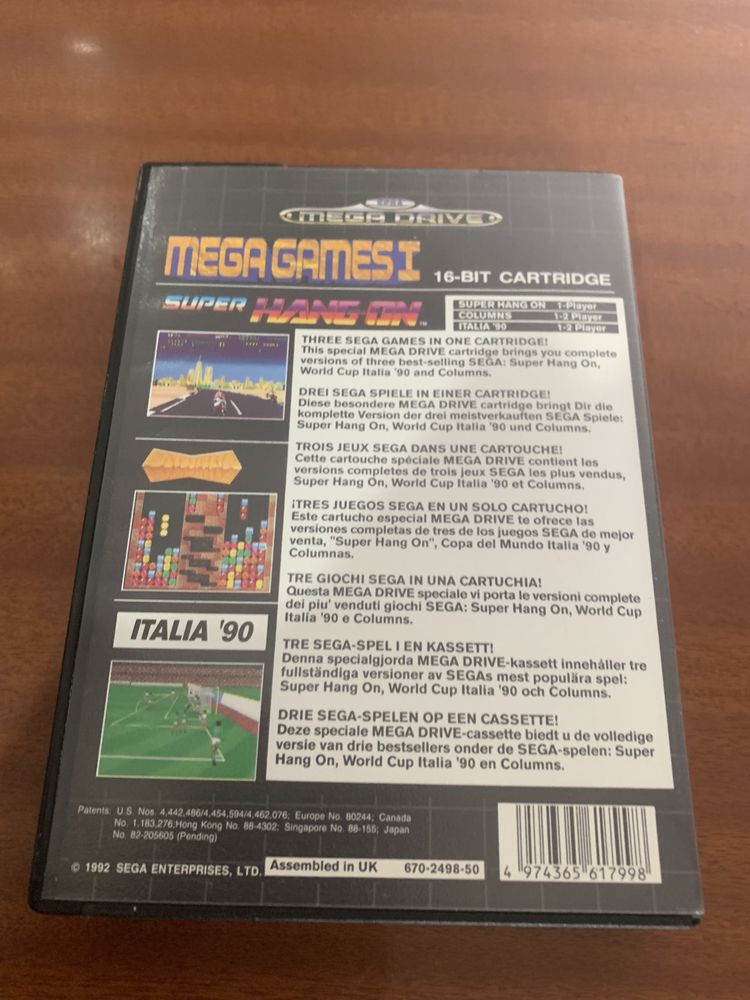 SEGA
MEGA DRIVE
MEGA GAMES I
16-BIT CARTRIDGE
SUPER HANG-ON™
SUPER HANG ON 1-Player
COLUMNS 1-2 Player
ITALIA '90 1-2 Player
THREE SEGA GAMES IN ONE CARTRIDGE!
This special MEGA DRIVE cartridge brings you complete
versions of three best-selling SEGA: Super Hang On,
World Cup Italia '90 and Columns.
DREI SEGA SPIELE IN EINER CARTRIDGE!
Diese besondere MEGA DRIVE cartridge bringt Dir die
komplette Version der drei meistverkauften SEGA Spiele:
Super Hang On, World Cup Italia '90 und Columns.
TROIS JEUX SEGA DANS UNE CARTOUCHE!
Cette cartouche spéciale MEGA DRIVE contient les
versions completes de trois jeux SEGA les plus vendus,
Super Hang On, World Cup Italia '90 et Columns.
¡TRES JUEGOS SEGA EN UN SOLO CARTUCHO!
Este cartucho especial MEGA DRIVE te ofrece las
versiones completas de tres de los juegos SEGA de mejor
venta, "Super Hang On", Copa del Mundo Italia '90 y
Columnas.
TRE GIOCHI SEGA IN UNA CARTUCHIA!
Questa MEGA DRIVE speciale vi porta le versioni complete
dei piu' venduti giochi SEGA: Super Hang On, World Cup
Italia '90 e Columns.
TRE SEGA-SPEL I EN KASSETT!
Denna specialgjorda MEGA DRIVE-kassett innehåller tre
fullständiga versioner av SEGAs mest populära spel:
Super Hang On, World Cup Italia '90 och Columns.
DRIE SEGA-SPELEN OP EEN CASSETTE!
Deze speciale MEGA DRIVE-cassette biedt u de volledige
versie van drie bestsellers onder de SEGA-spelen: Super
Hang On, World Cup Italia '90 en Columns.
COLUMNS
ITALIA '90
Patents: U.S. Nos. 4,442,486/4,454,594/4,462,076; Europe No. 80244; Canada
No. 1,183,276;Hong Kong No. 88-4302; Singapore No. 88-155; Japan
No. 82-205605 (Pending)
© 1992 SEGA ENTERPRISES, LTD.
Assembled in UK 670-2498-50
4 974365 617998